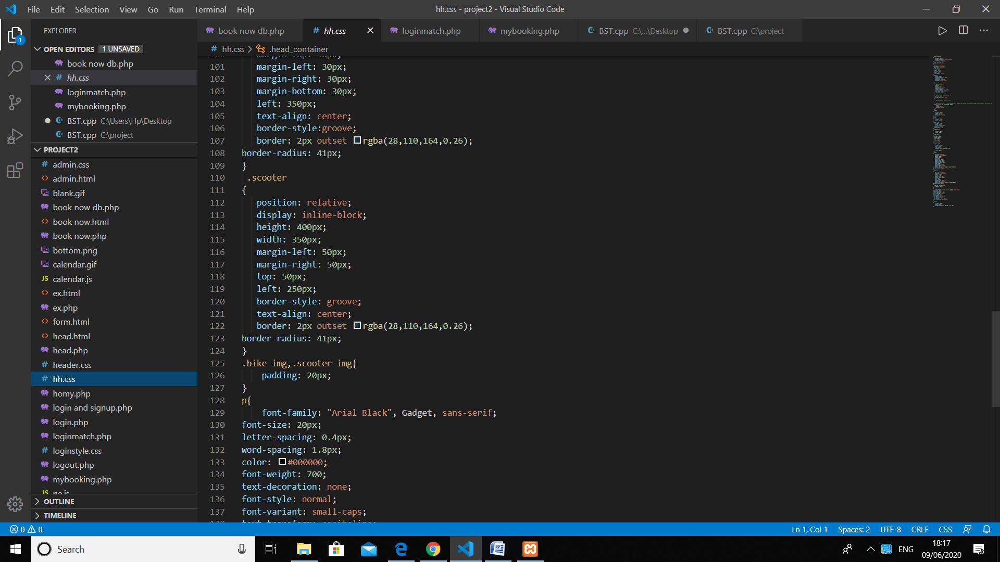 File Edit Selection View Go Run Terminal Help
hh.css - project2 - Visual Studio Code
EXPLORER
OPEN EDITORS 1 UNSAVED
book now db.php
hh.css
loginmatch.php
mybooking.php
BST.cpp C:\Users\Hp\Desktop
BST.cpp C:\project
PROJECT2
admin.css
admin.html
blank.gif
book now db.php
book now.html
book now.php
bottom.png
calendar.gif
calendar.js
ex.html
ex.php
form.html
head.html
head.php
header.css
hh.css
homy.php
login and signup.php
login.php
loginmatch.php
loginstyle.css
logout.php
mybooking.php
OUTLINE
TIMELINE
book now db.php # hh.css loginmatch.php mybooking.php BST.cpp C:\...\Desktop BST.cpp C:\project
# hh.css > .head_container
101 margin-left: 30px;
102 margin-right: 30px;
103 margin-bottom: 30px;
104 left: 350px;
105 text-align: center;
106 border-style:groove;
107 border: 2px outset rgba(28,110,164,0.26);
108 border-radius: 41px;
109 }
110 .scooter
111 {
112 position: relative;
113 display: inline-block;
114 height: 400px;
115 width: 350px;
116 margin-left: 50px;
117 margin-right: 50px;
118 top: 50px;
119 left: 250px;
120 border-style: groove;
121 text-align: center;
122 border: 2px outset rgba(28,110,164,0.26);
123 border-radius: 41px;
124 }
125 .bike img,.scooter img{
126 padding: 20px;
127 }
128 p{
129 font-family: "Arial Black", Gadget, sans-serif;
130 font-size: 20px;
131 letter-spacing: 0.4px;
132 word-spacing: 1.8px;
133 color: #000000;
134 font-weight: 700;
135 text-decoration: none;
136 font-style: normal;
137 font-variant: small-caps;
0 0 Ln 1, Col 1 Spaces: 2 UTF-8 CRLF CSS
Search
ENG
18:17
09/06/2020